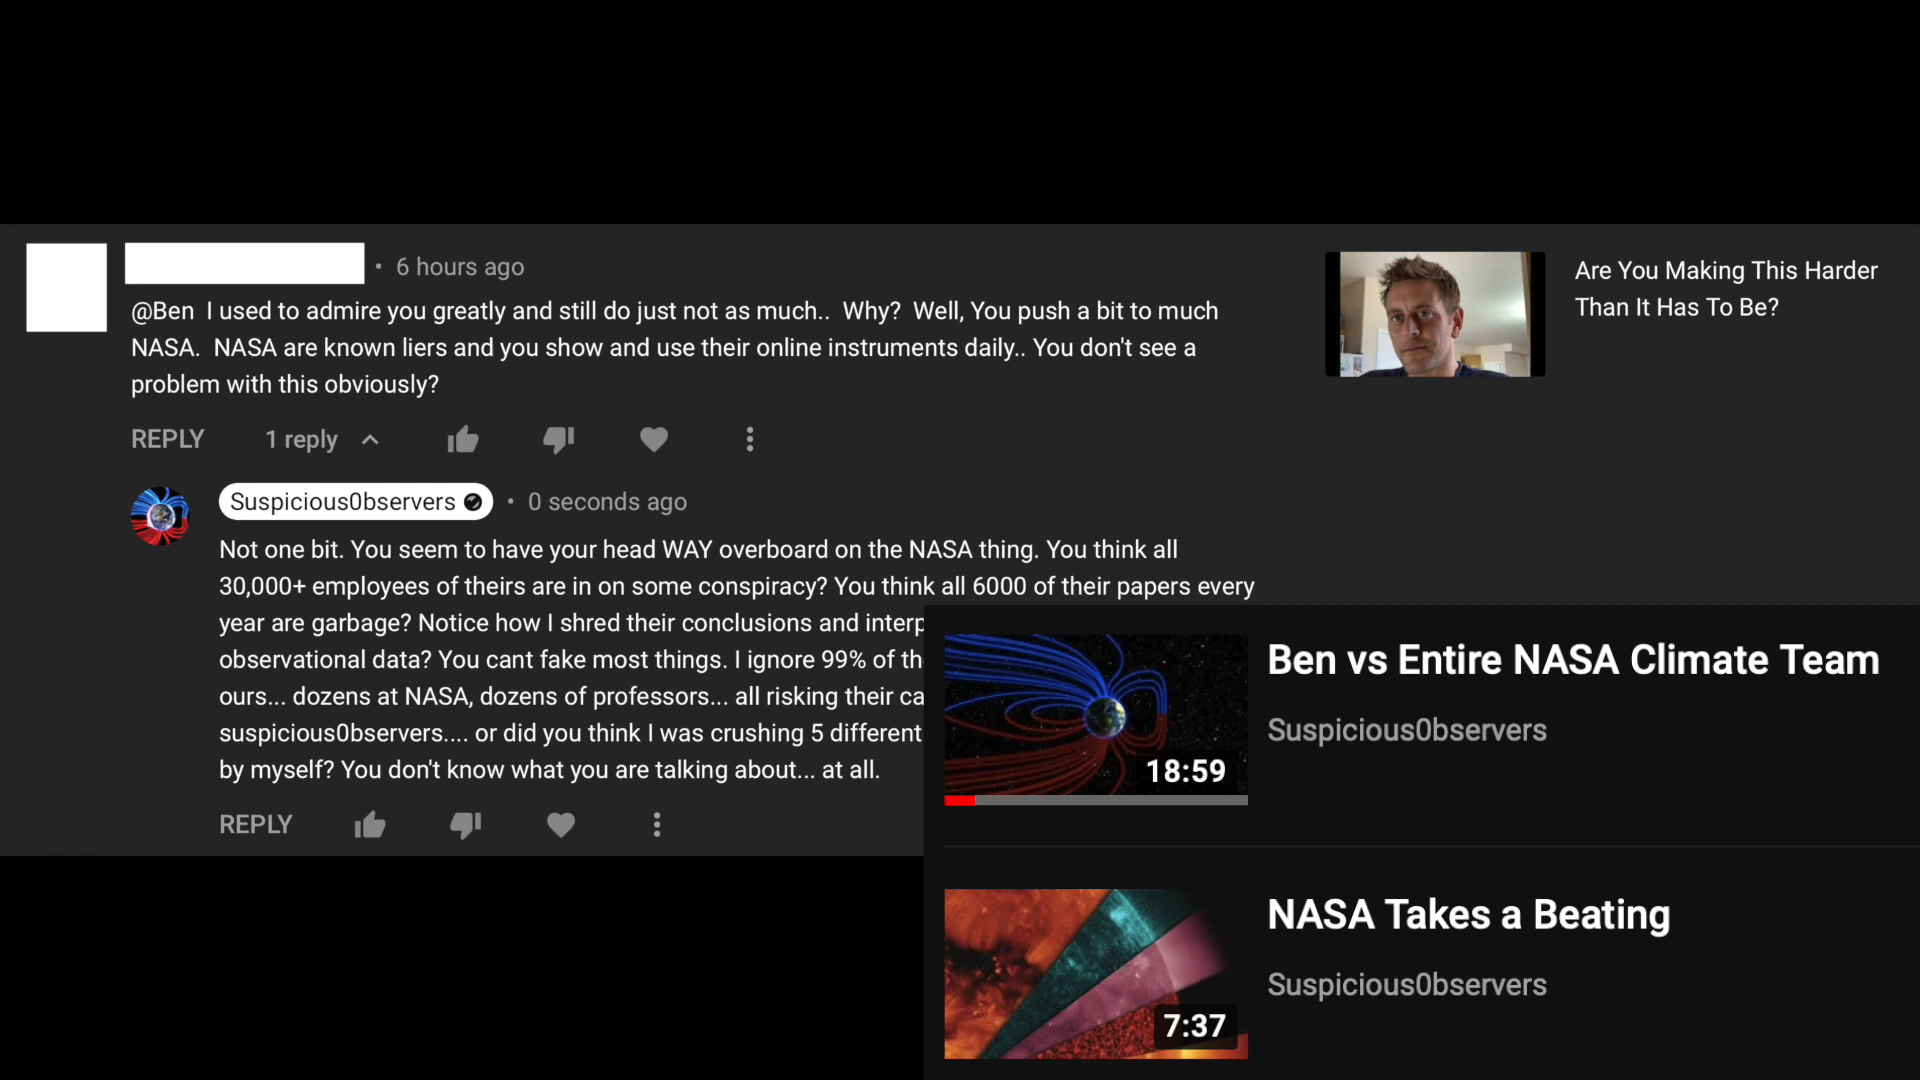 • 6 hours ago
@Ben I used to admire you greatly and still do just not as much.. Why? Well, You push a bit to much
NASA. NASA are known liers and you show and use their online instruments daily.. You don't see a
problem with this obviously?
REPLY 1 reply
Are You Making This Harder
Than It Has To Be?
Suspicious0bservers • 0 seconds ago
Not one bit. You seem to have your head WAY overboard on the NASA thing. You think all
30,000+ employees of theirs are in on some conspiracy? You think all 6000 of their papers every
year are garbage? Notice how I shred their conclusions and interp
observational data? You cant fake most things. I ignore 99% of th
ours... dozens at NASA, dozens of professors... all risking their ca
suspicious0bservers.... or did you think I was crushing 5 different
by myself? You don't know what you are talking about... at all.
REPLY
Ben vs Entire NASA Climate Team
Suspicious0bservers
18:59
NASA Takes a Beating
Suspicious0bservers
7:37